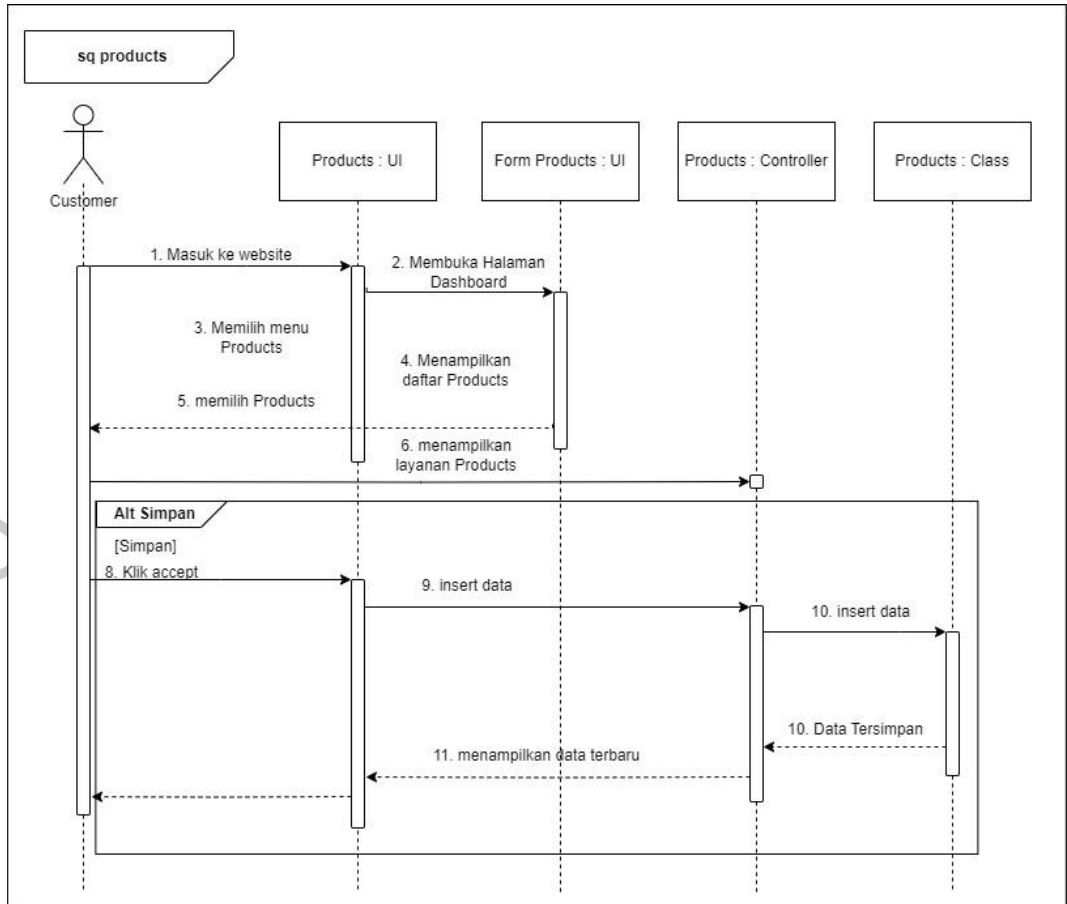 sq products
Customer
Products : UI
Form Products : UI
Products : Controller
Products : Class
1. Masuk ke website
2. Membuka Halaman
Dashboard
3. Memilih menu
Products
4. Menampilkan
daftar Products
5. memilih Products
6. menampilkan
layanan Products
Alt Simpan
[Simpan]
8. Klik accept
9. insert data
10. insert data
10. Data Tersimpan
11. menampilkan data terbaru